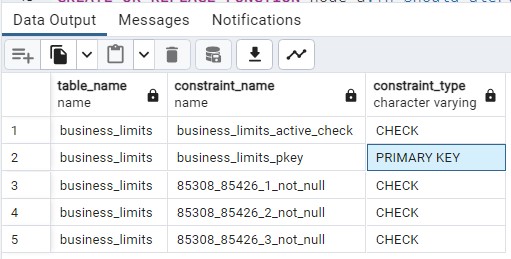 Data Output Messages Notifications
table_name constraint_name constraint_type
name name character varying
1 business_limits business_limits_active_check CHECK
2 business_limits business_limits_pkey PRIMARY KEY
3 business_limits 85308_85426_1_not_null CHECK
4 business_limits 85308_85426_2_not_null CHECK
5 business_limits 85308_85426_3_not_null CHECK